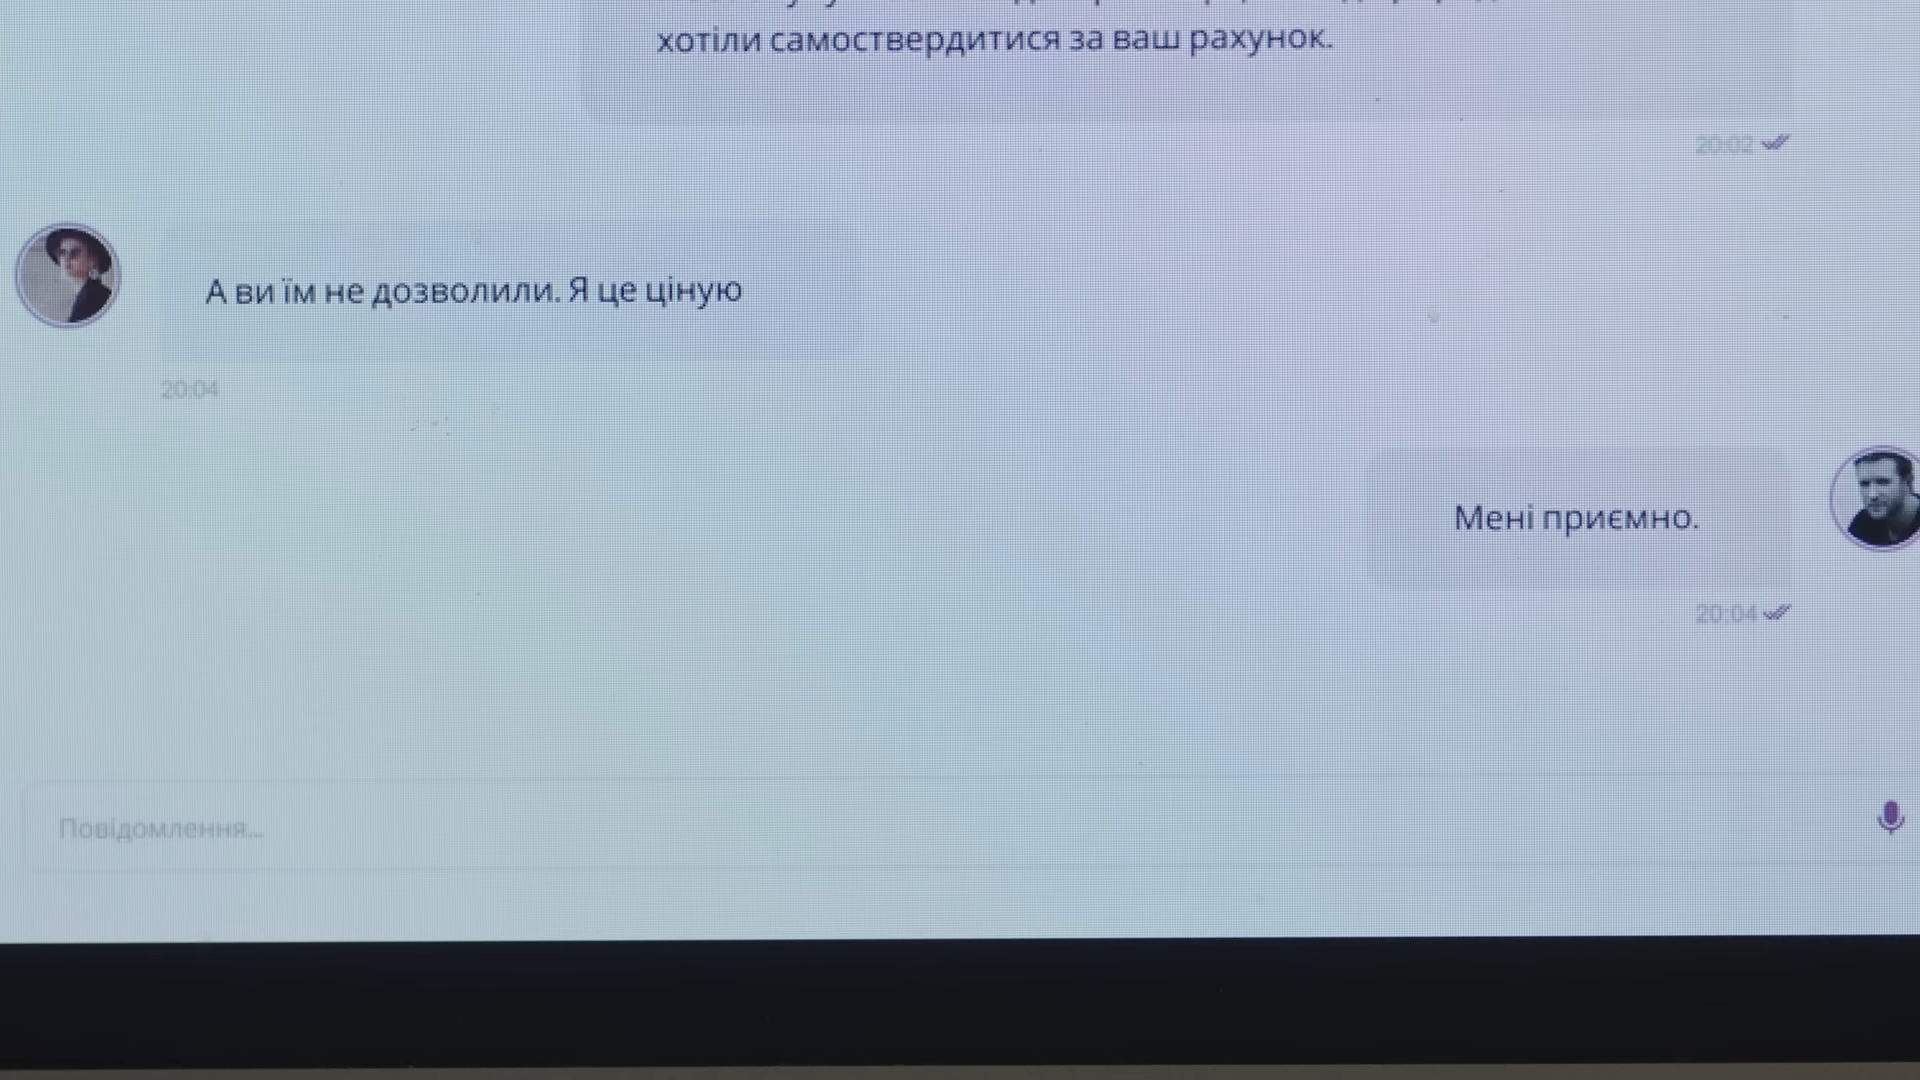 хотіли самоствердитися за ваш рахунок.
20:02
А ви їм не дозволили. Я це ціную
20:04
Мені приємно.
20:04
Повідомлення...